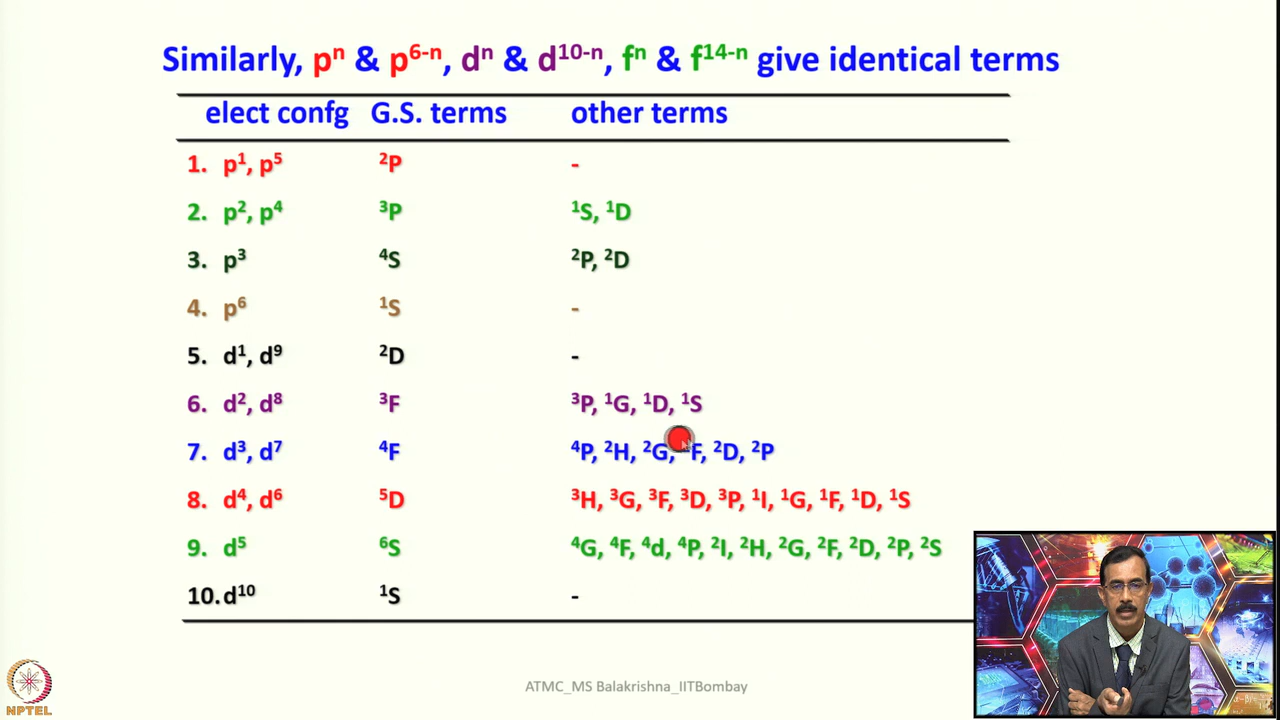 Similarly, pⁿ & p⁶⁻ⁿ, dⁿ & d¹⁰⁻ⁿ, fⁿ & f¹⁴⁻ⁿ give identical terms
elect confg G.S. terms other terms
1. p¹, p⁵ ²P -
2. p², p⁴ ³P ¹S, ¹D
3. p³ ⁴S ²P, ²D
4. p⁶ ¹S -
5. d¹, d⁹ ²D -
6. d², d⁸ ³F ³P, ¹G, ¹D, ¹S
7. d³, d⁷ ⁴F ⁴P, ²H, ²G, F, ²D, ²P
8. d⁴, d⁶ ⁵D ³H, ³G, ³F, ³D, ³P, ¹I, ¹G, ¹F, ¹D, ¹S
9. d⁵ ⁶S ⁴G, ⁴F, ⁴d, ⁴P, ²I, ²H, ²G, ²F, ²D, ²P, ²S
10. d¹⁰ ¹S -
ATMC_MS Balakrishna_IITBombay
NPTEL